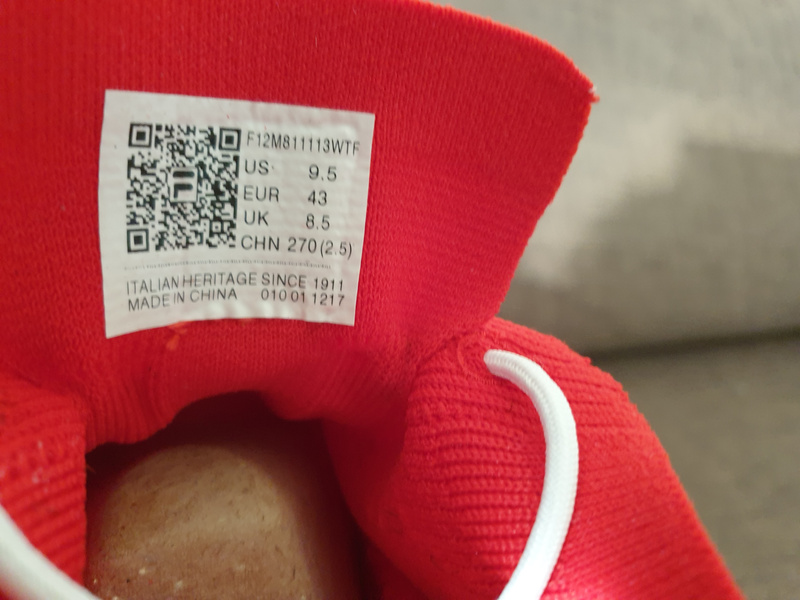 F12M811113WTF
US 9.5
EUR 43
UK 8.5
CHN 270(2.5)
ITALIAN HERITAGE SINCE 1911
MADE IN CHINA 010 01 1217